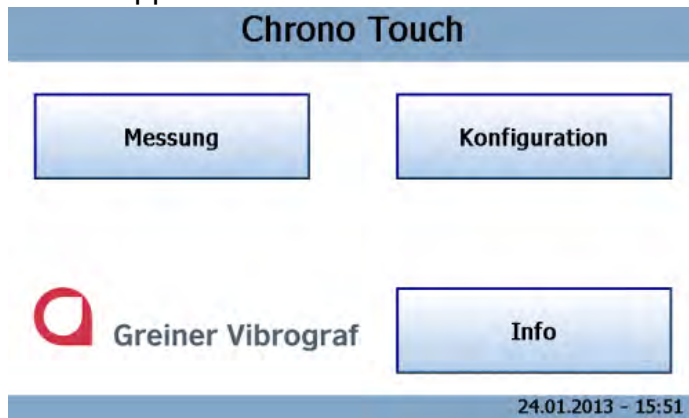 Chrono Touch
Messung
Konfiguration
Greiner Vibrograf
Info
24.01.2013 - 15:51